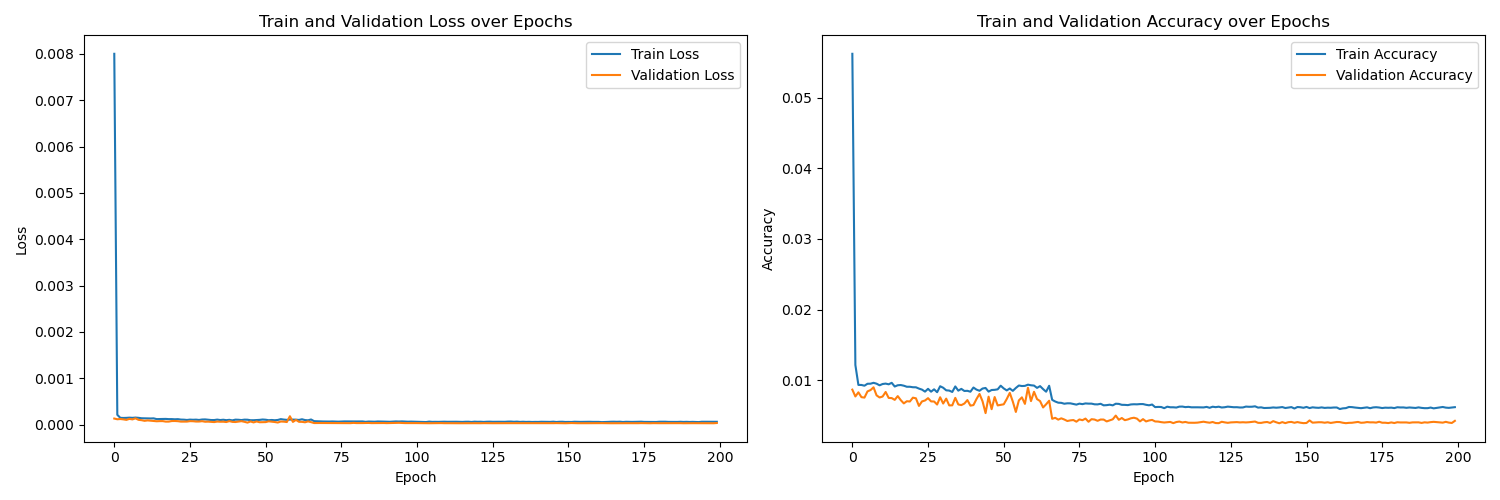 Train and Validation Loss over Epochs
Train Loss
Validation Loss
0.008
0.007
0.006
0.005
0.004
0.003
0.002
0.001
0.000
Loss
0 25 50 75 100 125 150 175 200
Epoch
Train and Validation Accuracy over Epochs
Train Accuracy
Validation Accuracy
0.05
0.04
0.03
0.02
0.01
Accuracy
0 25 50 75 100 125 150 175 200
Epoch